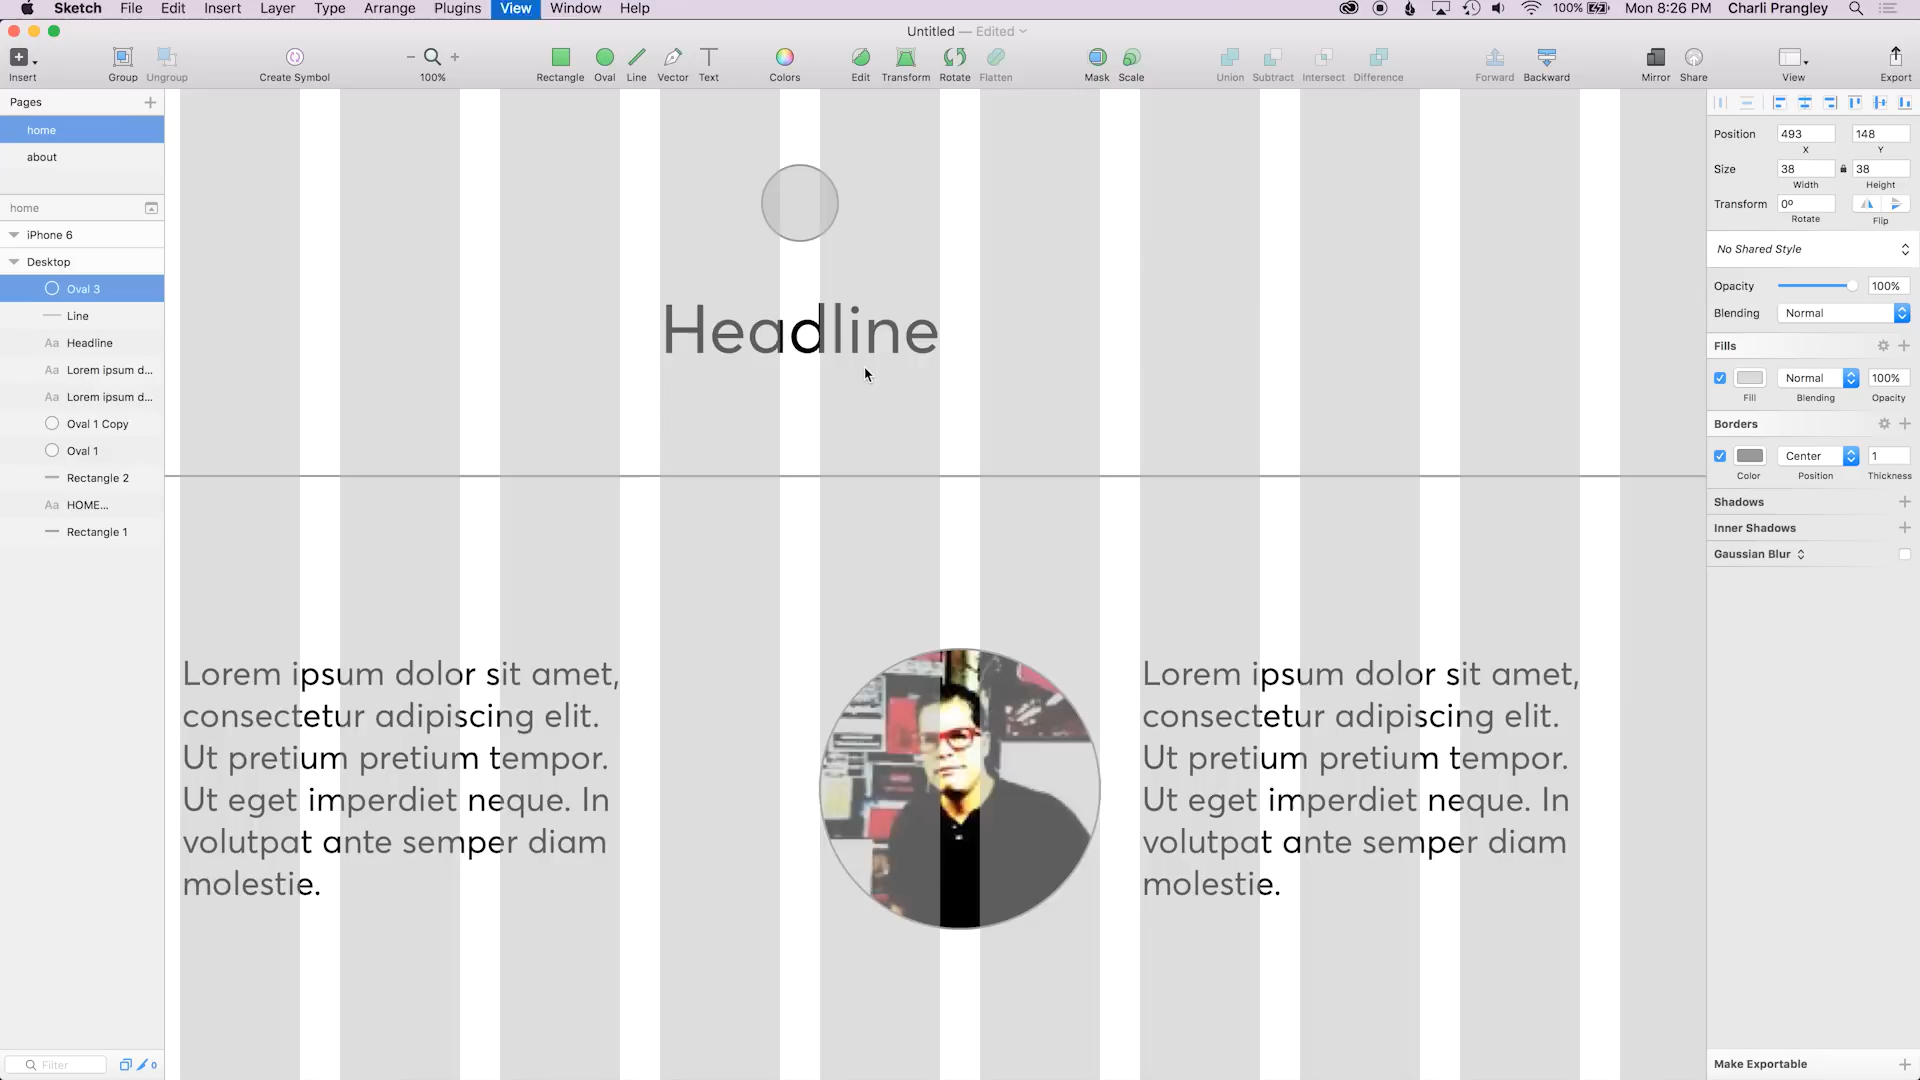 Sketch File Edit Insert Layer Type Arrange Plugins View Window Help 100% Mon 8:26 PM Charli Prangley
Untitled — Edited
Insert Group Ungroup Create Symbol 100% Rectangle Oval Line Vector Text Colors Edit Transform Rotate Flatten Mask Scale Union Subtract Intersect Difference Forward Backward Mirror Share View Export
Pages
home
about
home
iPhone 6
Desktop
Oval 3
Line
Aa Headline
Aa Lorem ipsum d...
Aa Lorem ipsum d...
Oval 1 Copy
Oval 1
Rectangle 2
Aa HOME...
Rectangle 1
Filter
0
Headline
Lorem ipsum dolor sit amet,
consectetur adipiscing elit.
Ut pretium pretium tempor.
Ut eget imperdiet neque. In
volutpat ante semper diam
molestie.
Lorem ipsum dolor sit amet,
consectetur adipiscing elit.
Ut pretium pretium tempor.
Ut eget imperdiet neque. In
volutpat ante semper diam
molestie.
Position 493 148
X Y
Size 38 38
Width Height
Transform 0º
Rotate Flip
No Shared Style
Opacity 100%
Blending Normal
Fills
Normal 100%
Fill Blending Opacity
Borders
Center 1
Color Position Thickness
Shadows
Inner Shadows
Gaussian Blur
Make Exportable